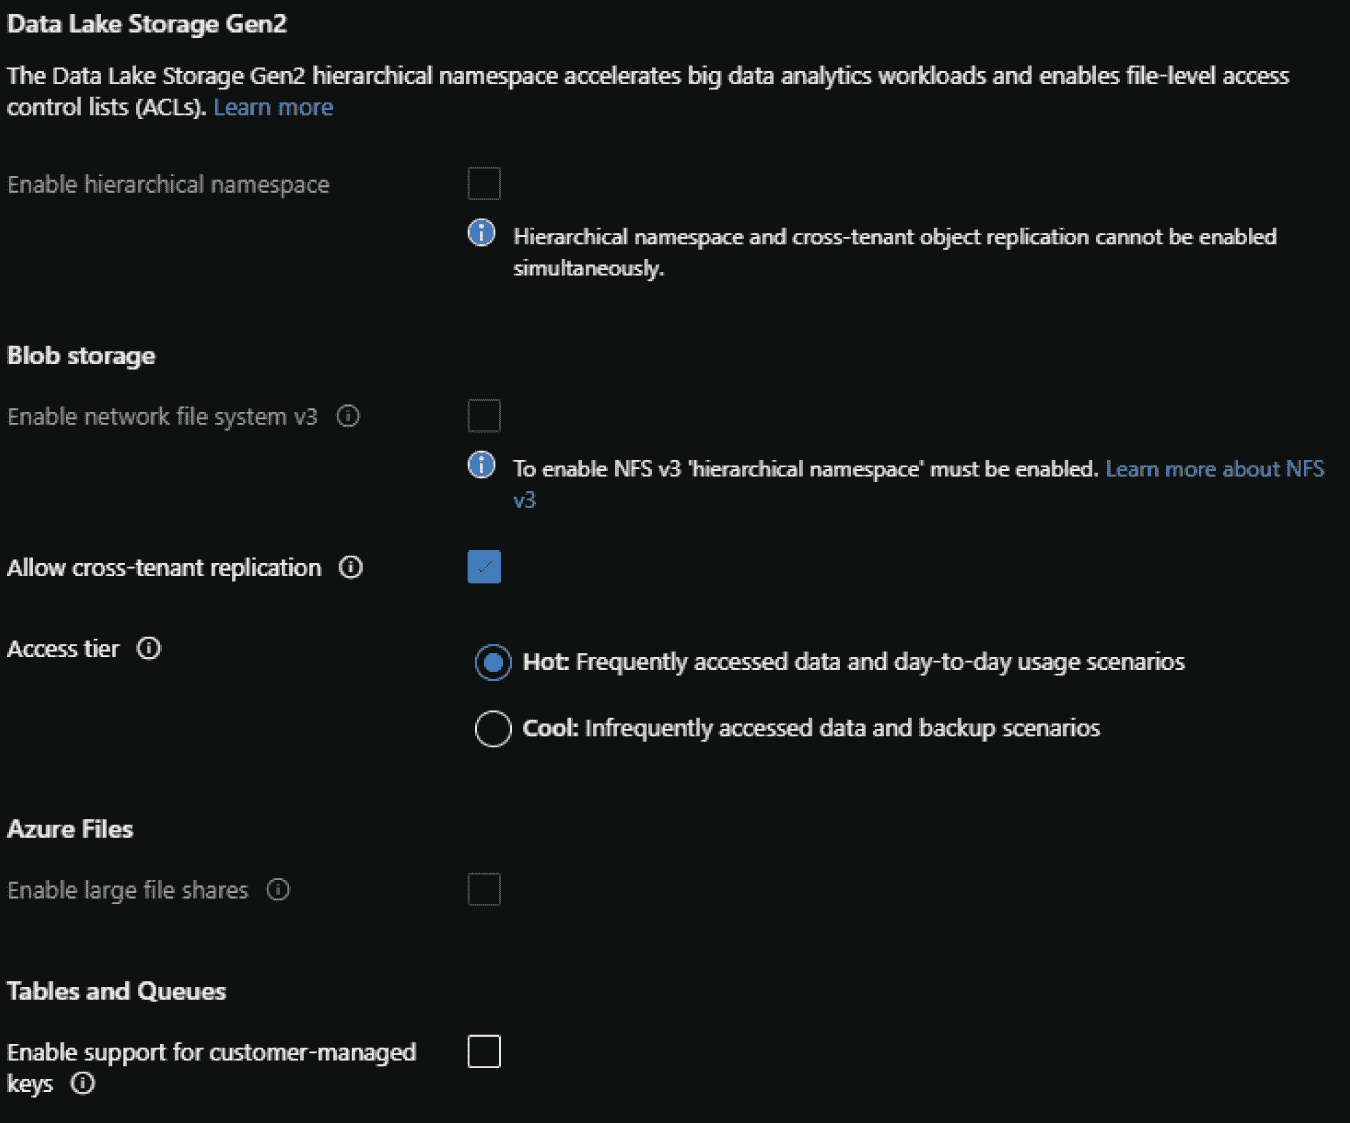 Data Lake Storage Gen2
The Data Lake Storage Gen2 hierarchical namespace accelerates big data analytics workloads and enables file-level access
control lists (ACLs). Learn more
Enable hierarchical namespace
Hierarchical namespace and cross-tenant object replication cannot be enabled
simultaneously.
Blob storage
Enable network file system v3
To enable NFS v3 'hierarchical namespace' must be enabled. Learn more about NFS
v3
Allow cross-tenant replication
Access tier
Hot: Frequently accessed data and day-to-day usage scenarios
Cool: Infrequently accessed data and backup scenarios
Azure Files
Enable large file shares
Tables and Queues
Enable support for customer-managed
keys